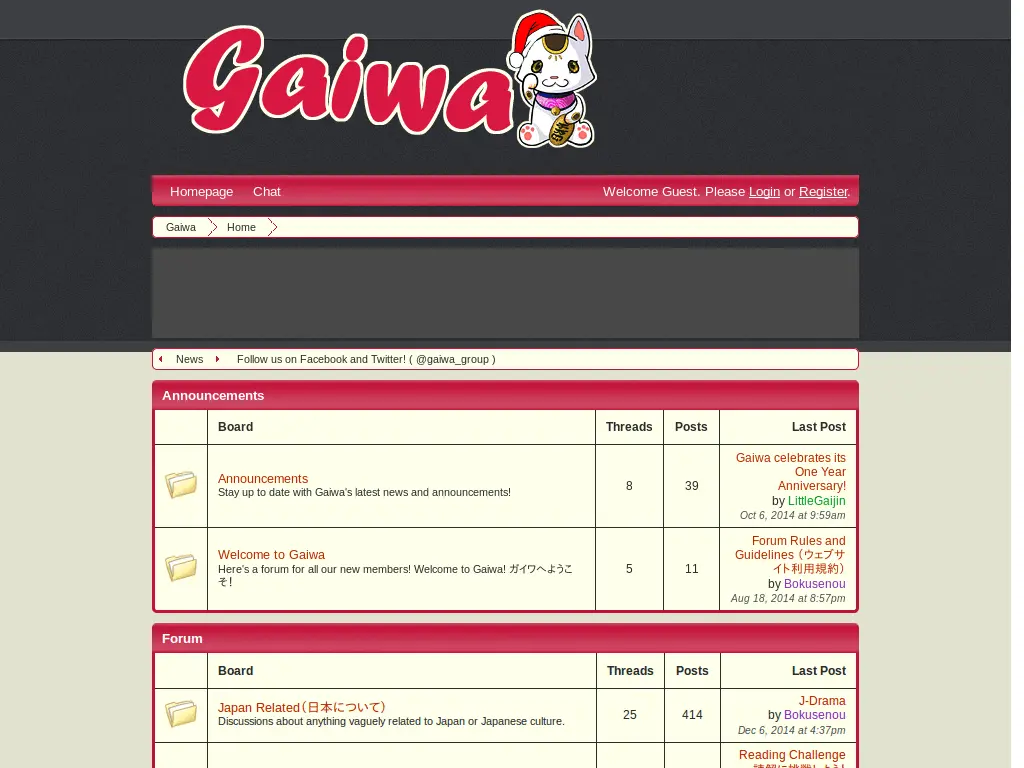 Gaiwa
Homepage Chat Welcome Guest. Please Login or Register.
Gaiwa Home
News Follow us on Facebook and Twitter! ( @gaiwa_group )
Announcements
Board Threads Posts Last Post
Announcements
Stay up to date with Gaiwa's latest news and announcements!
8 39
Gaiwa celebrates its
One Year
Anniversary!
by LittleGaijin
Oct 6, 2014 at 9:59am
Welcome to Gaiwa
Here's a forum for all our new members! Welcome to Gaiwa! ガイワへようこ
そ!
5 11
Forum Rules and
Guidelines （ウェブサ
イト利用規約）
by Bokusenou
Aug 18, 2014 at 8:57pm
Forum
Board Threads Posts Last Post
Japan Related（日本について）
Discussions about anything vaguely related to Japan or Japanese culture.
25 414
J-Drama
by Bokusenou
Dec 6, 2014 at 4:37pm
Reading Challenge